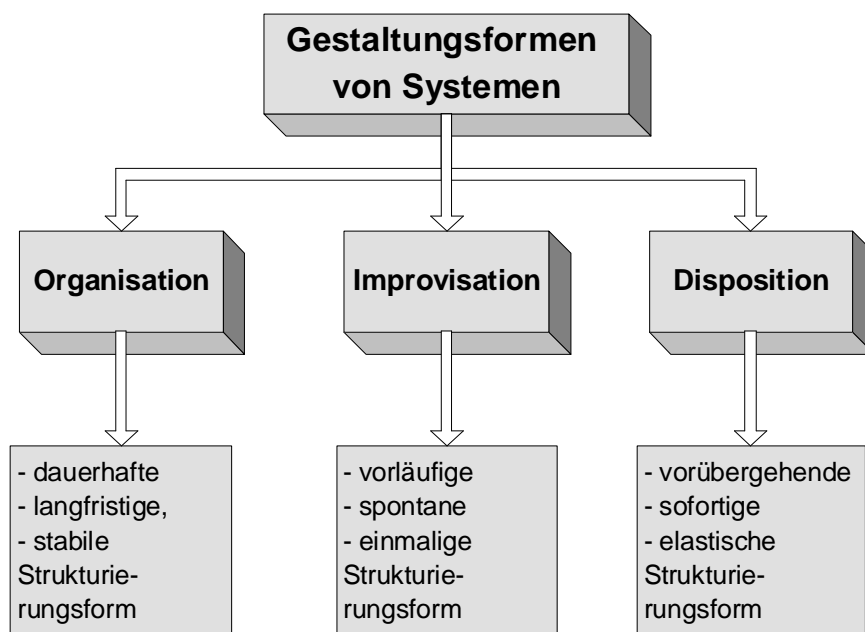 Gestaltungsformen
von Systemen
Organisation
Improvisation
Disposition
- dauerhafte
- langfristige,
- stabile
Strukturie-
rungsform
- vorläufige
- spontane
- einmalige
Strukturie-
rungsform
- vorübergehende
- sofortige
- elastische
Strukturie-
rungsform